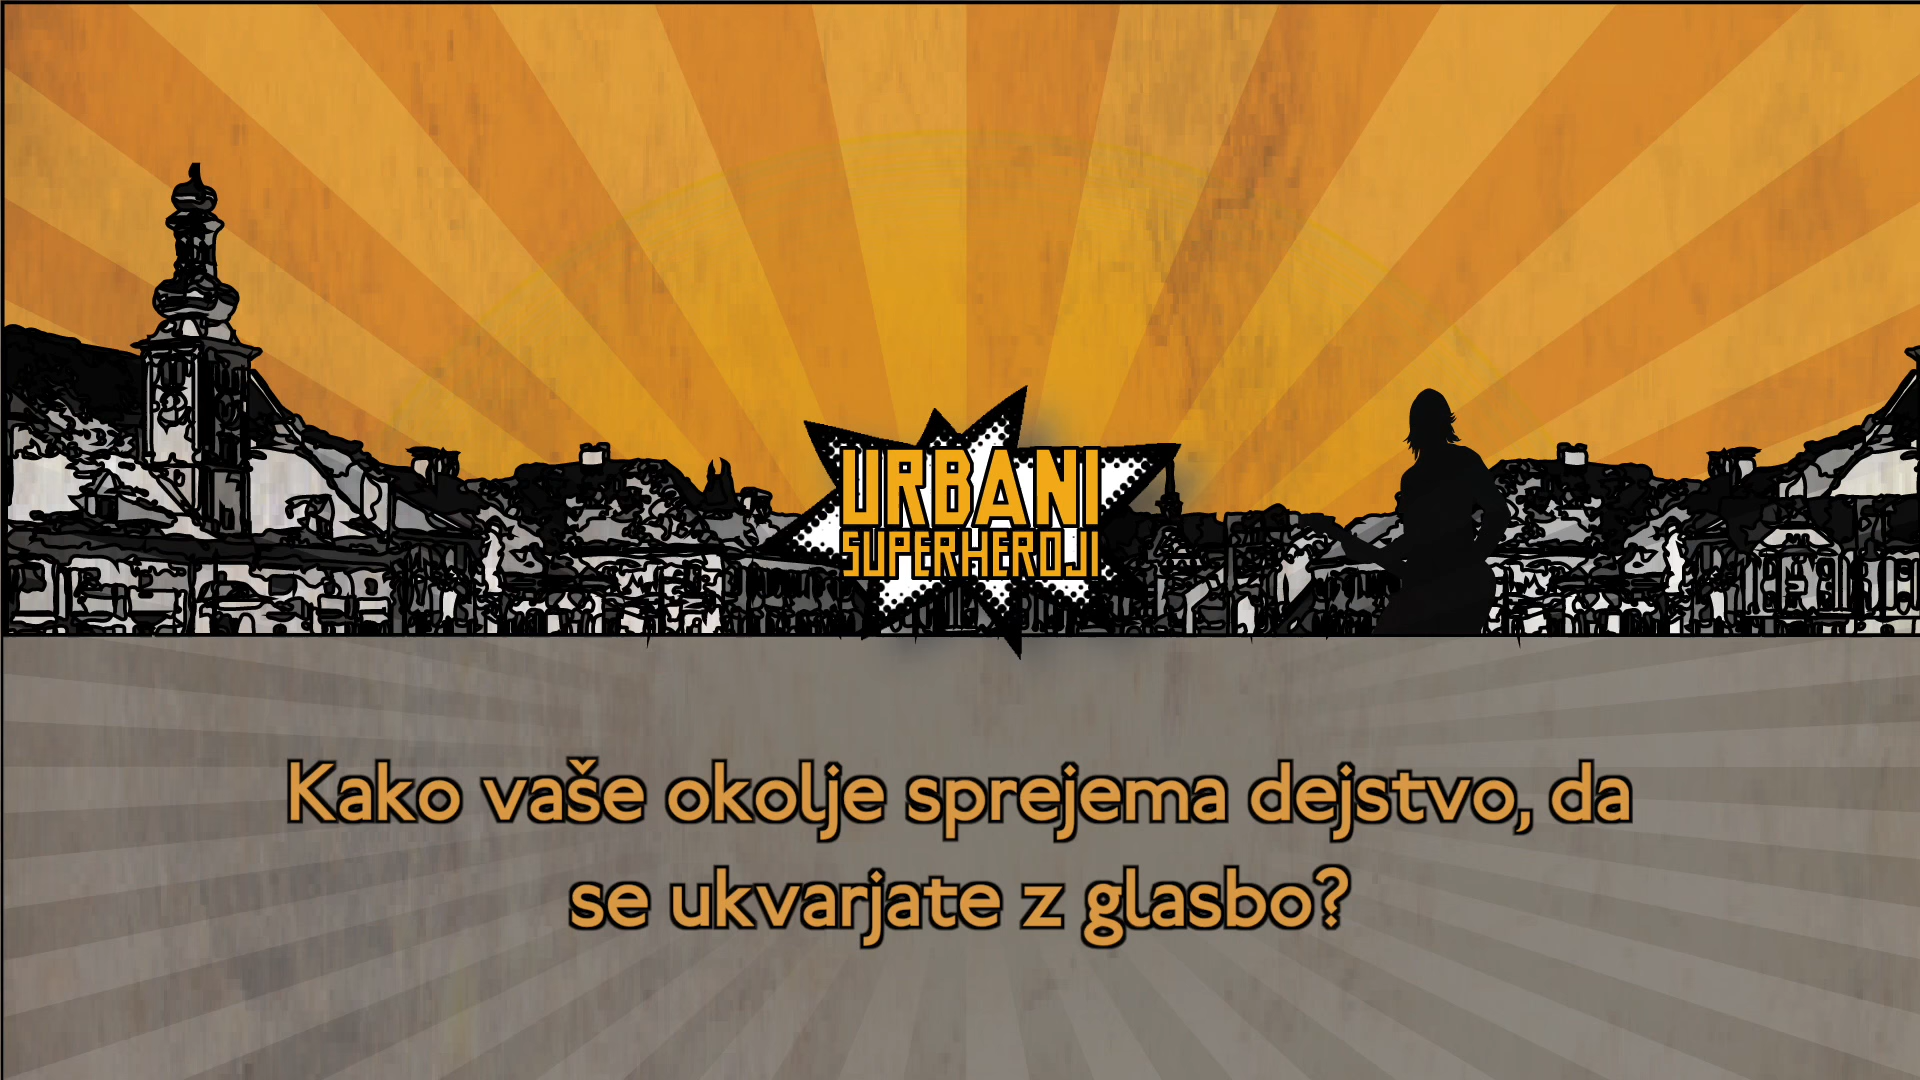 URBANI
SUPERHEROJI
Kako vaše okolje sprejema dejstvo, da
se ukvarjate z glasbo?